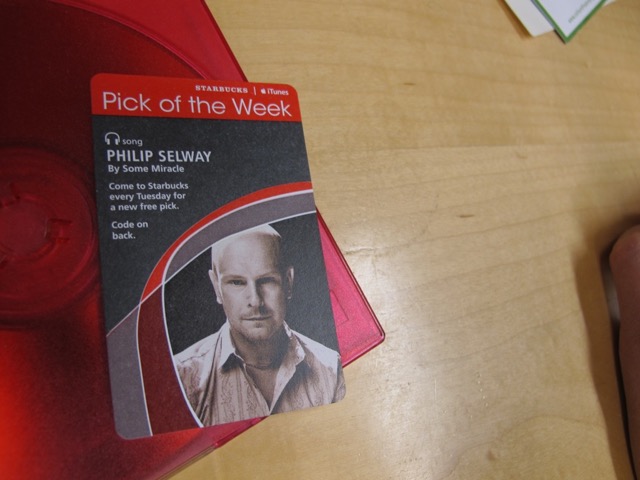 STARBUCKS | iTunes
Pick of the Week
song
PHILIP SELWAY
By Some Miracle
Come to Starbucks
every Tuesday for
a new free pick.
Code on
back.